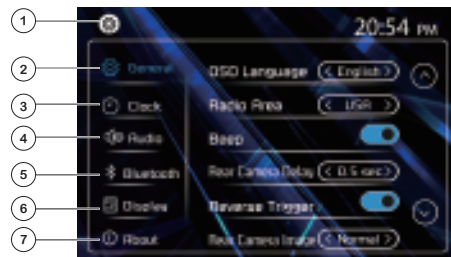 1
20:54 PM
2
General
OSD Language
< English >
3
Clock
Radio Area
< USA >
4
Audio
Beep
5
Bluetooth
Rear Camera Delay
< 0.5 sec >
6
Display
Reverse Trigger
7
About
Rear Camera Image
< Normal >